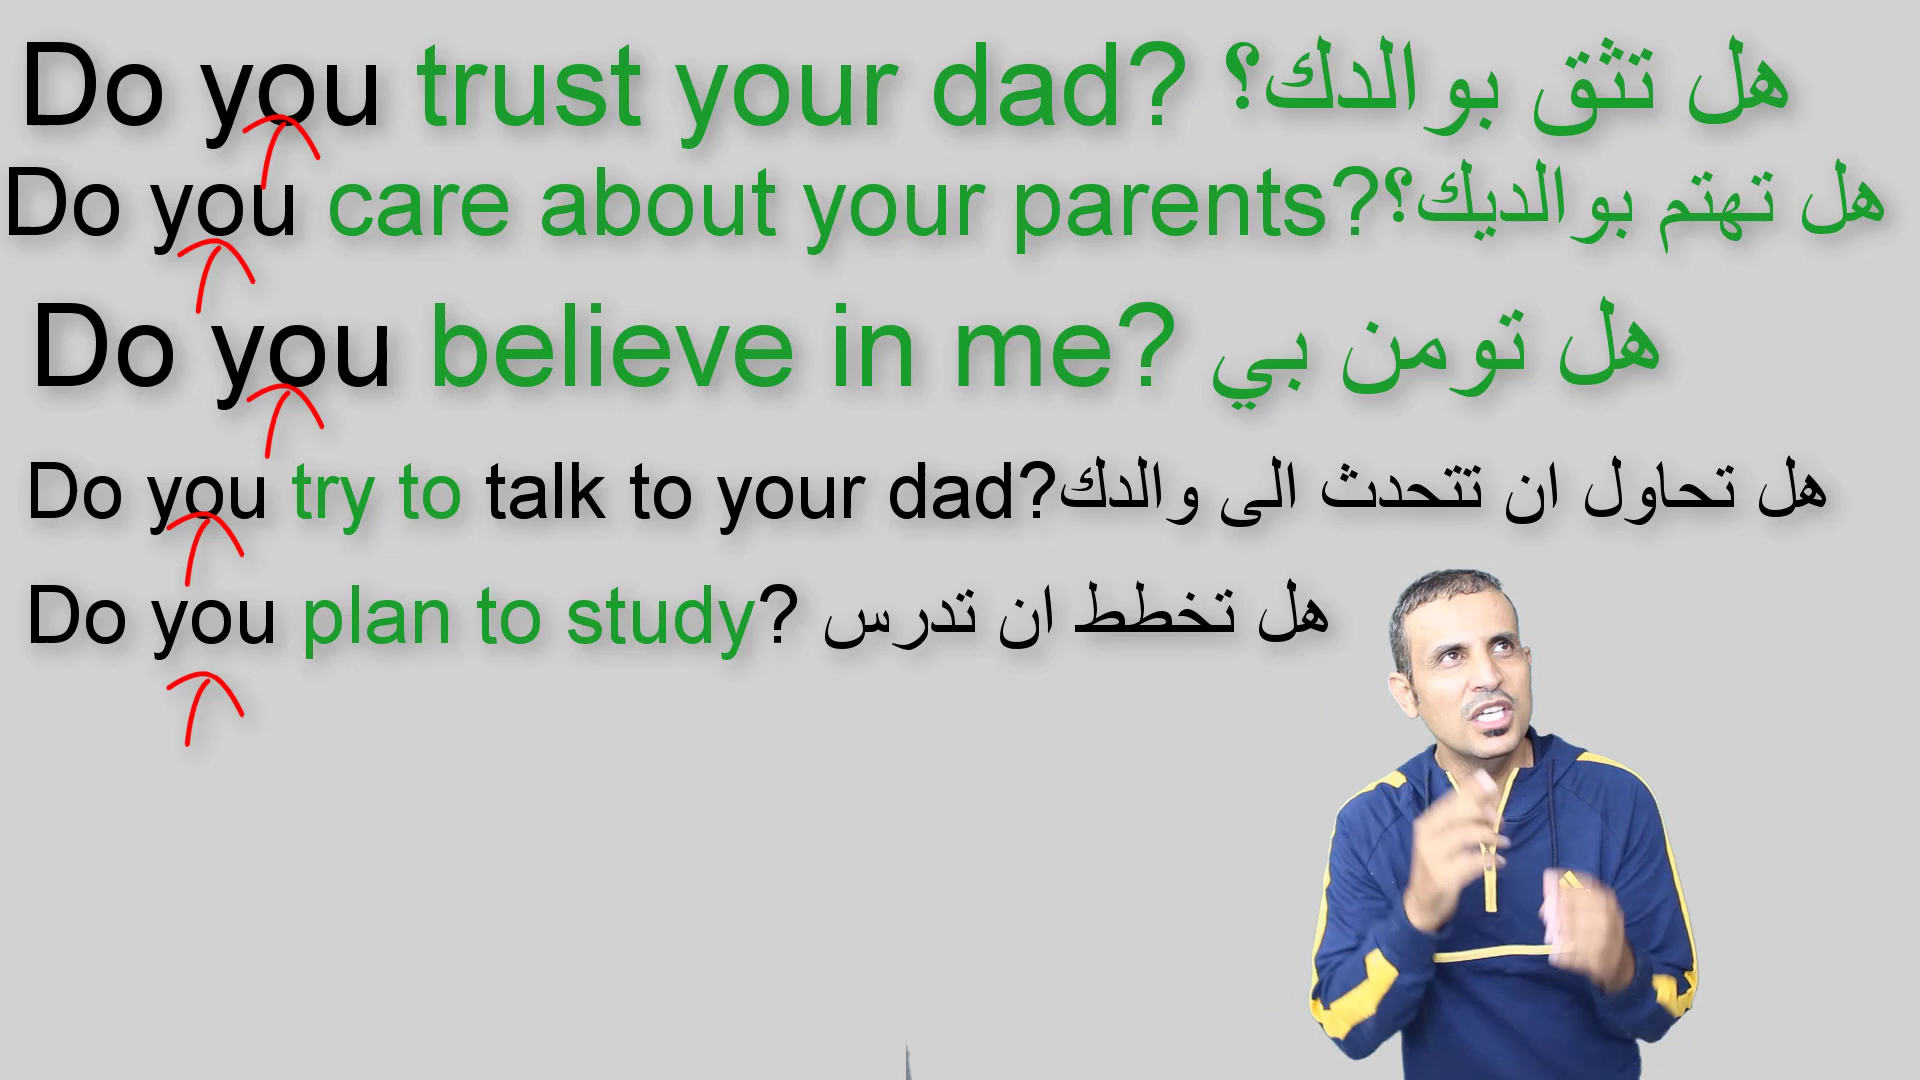 Do you trust your dad? هل تثق بوالدك؟
Do you care about your parents?هل تهتم بوالديك؟
Do you believe in me? هل تومن بي
Do you try to talk to your dad?هل تحاول ان تتحدث الى والدك
Do you plan to study? هل تخطط ان تدرس